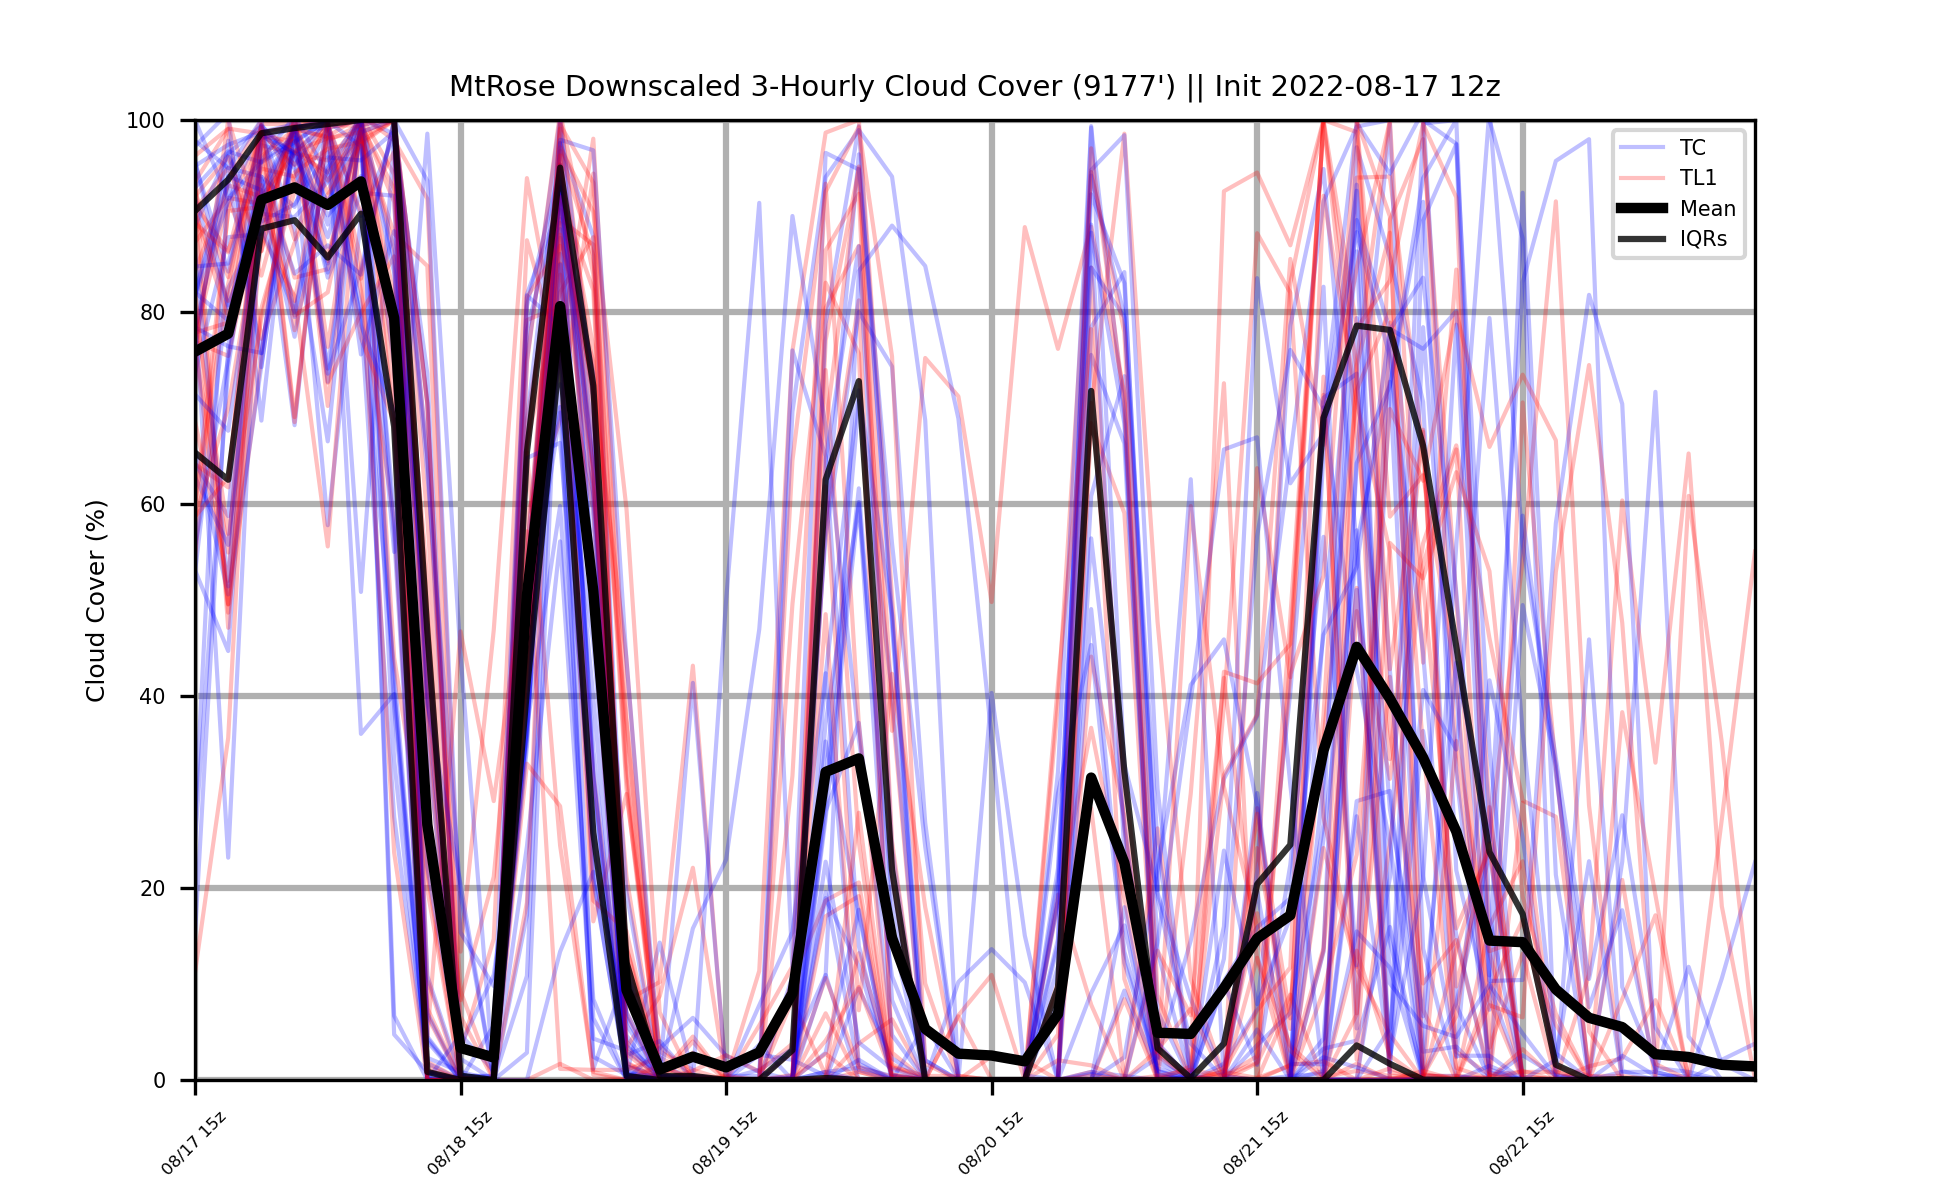 MtRose Downscaled 3-Hourly Cloud Cover (9177') || Init 2022-08-17 12z
TC
TL1
Mean
IQRs
Cloud Cover (%)
100
80
60
40
20
0
08/17 15z
08/18 15z
08/19 15z
08/20 15z
08/21 15z
08/22 15z